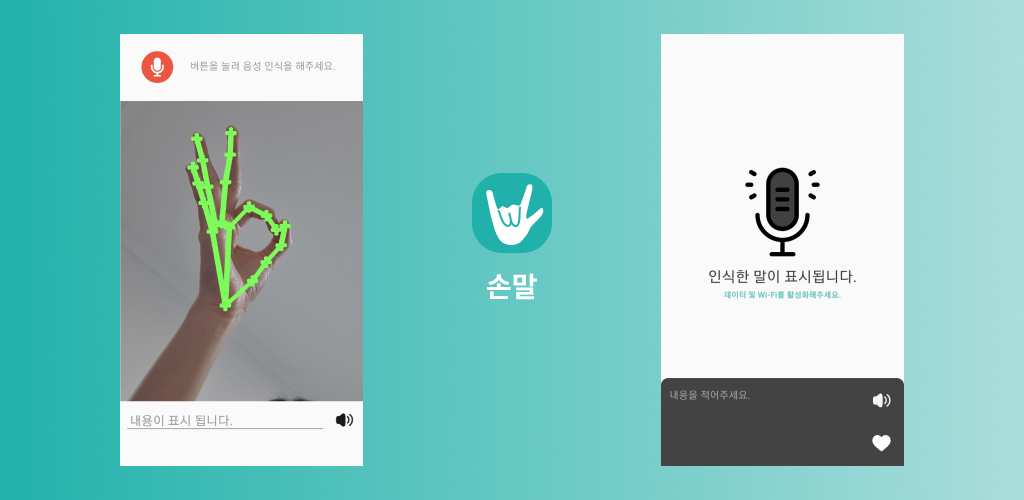 버튼을 눌러 음성 인식을 해주세요.
내용이 표시 됩니다.
손말
인식한 말이 표시됩니다.
데이터 및 Wi-Fi를 활성화해주세요.
내용을 적어주세요.